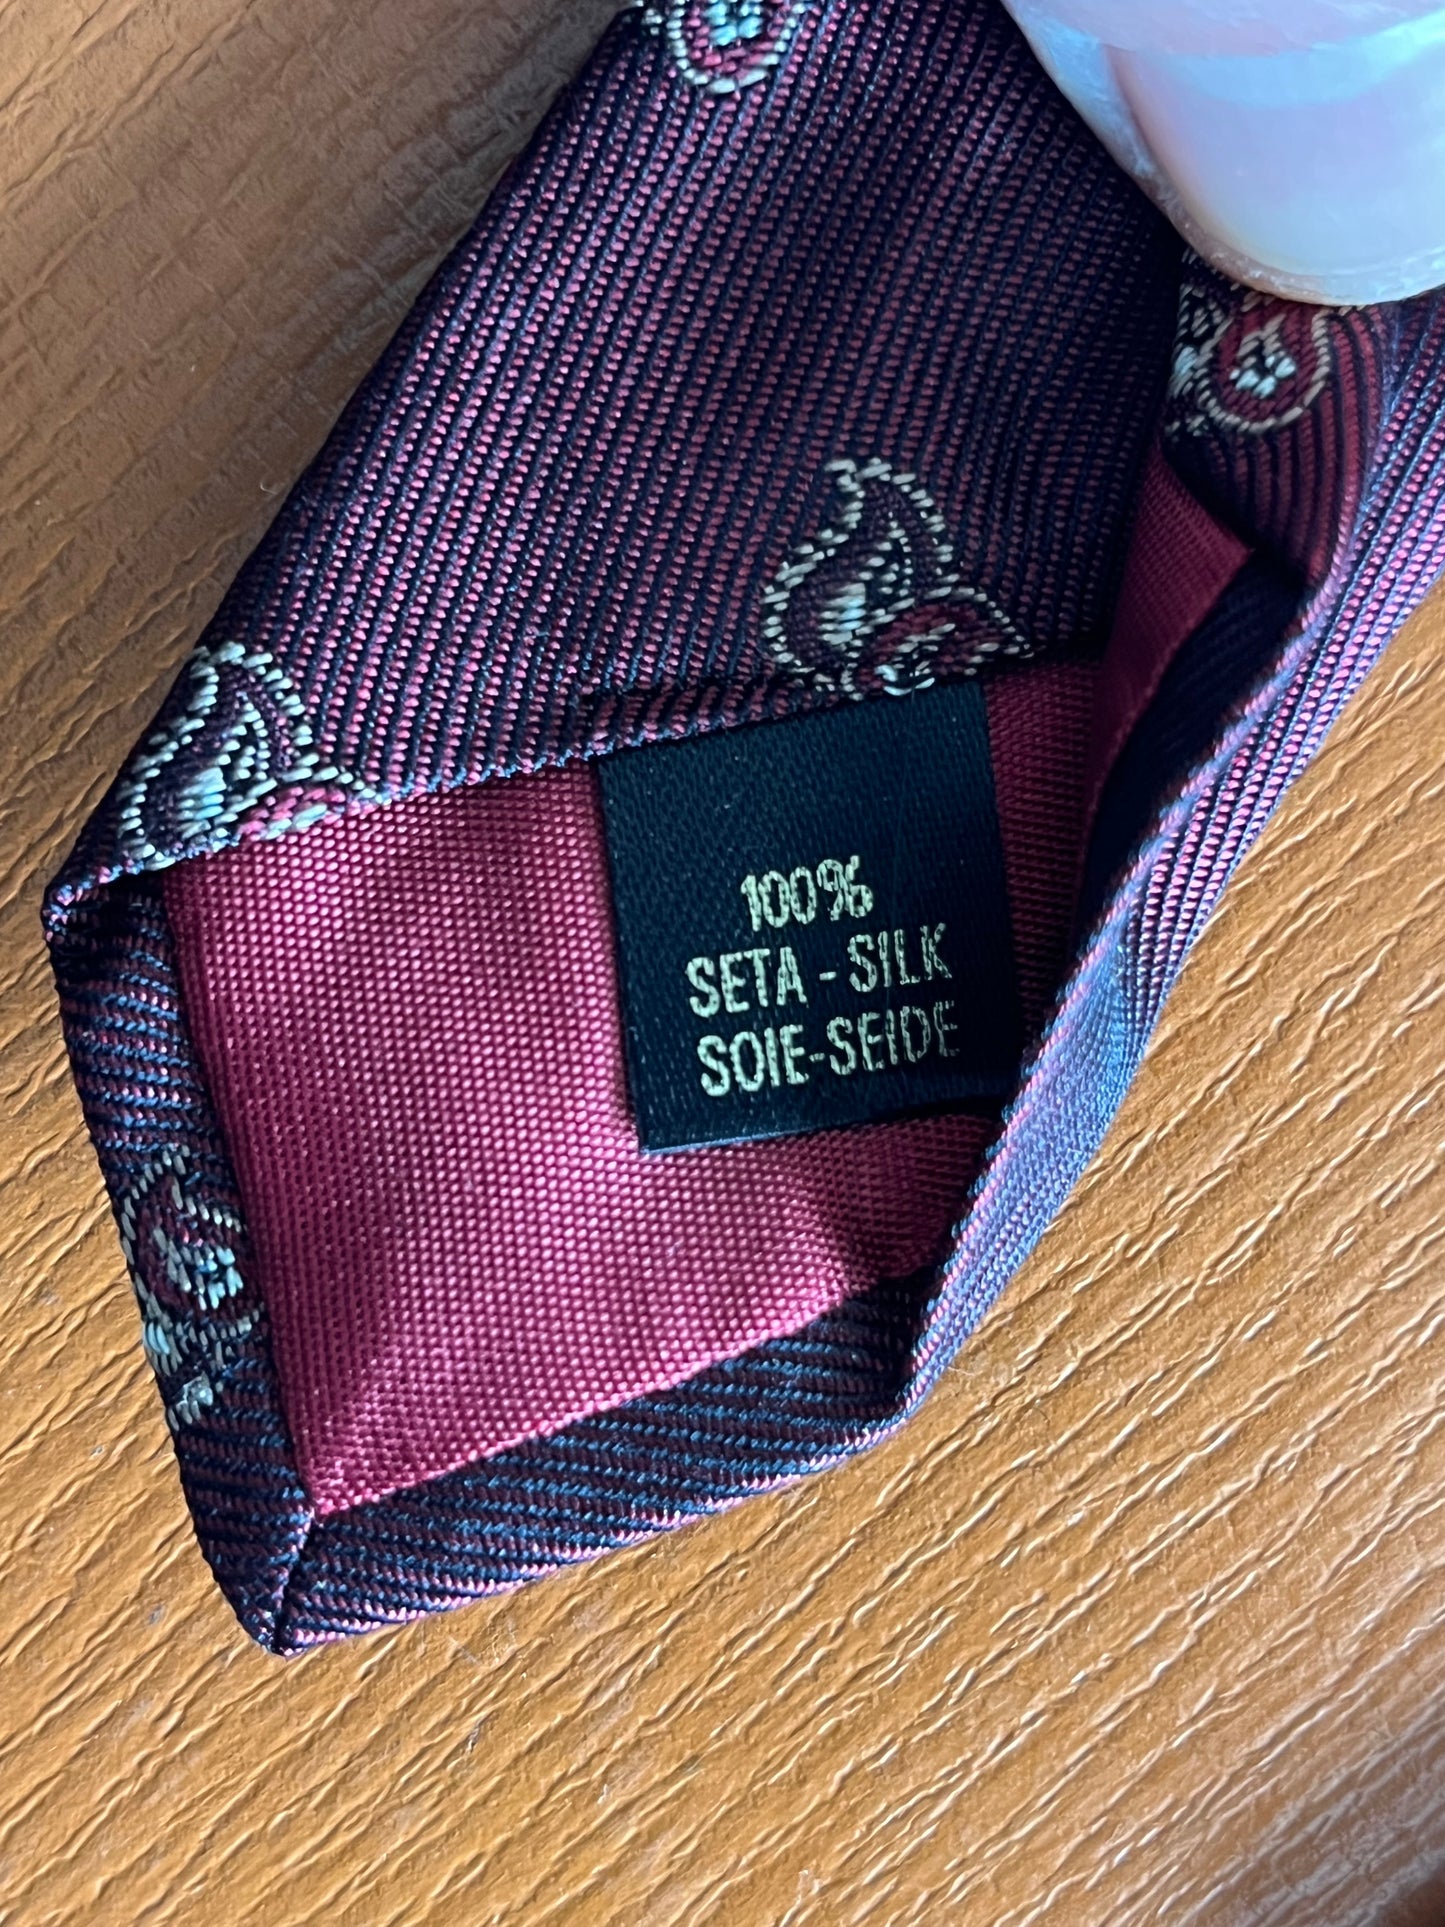 100%
SETA - SILK
SOIE-SEIDE